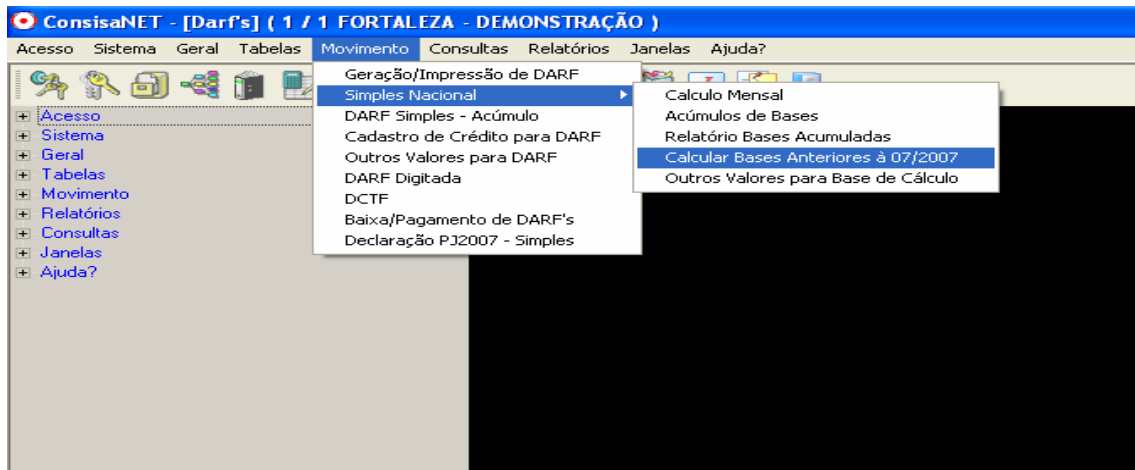 ConsisaNET - [Darf's] ( 1 / 1 FORTALEZA - DEMONSTRAÇÃO )
Acesso Sistema Geral Tabelas Movimento Consultas Relatórios Janelas Ajuda?
Geração/Impressão de DARF
Simples Nacional
DARF Simples - Acúmulo
Cadastro de Crédito para DARF
Outros Valores para DARF
DARF Digitada
DCTF
Baixa/Pagamento de DARF's
Declaração PJ2007 - Simples
Calculo Mensal
Acúmulos de Bases
Relatório Bases Acumuladas
Calcular Bases Anteriores à 07/2007
Outros Valores para Base de Cálculo
Acesso
Sistema
Geral
Tabelas
Movimento
Relatórios
Consultas
Janelas
Ajuda?